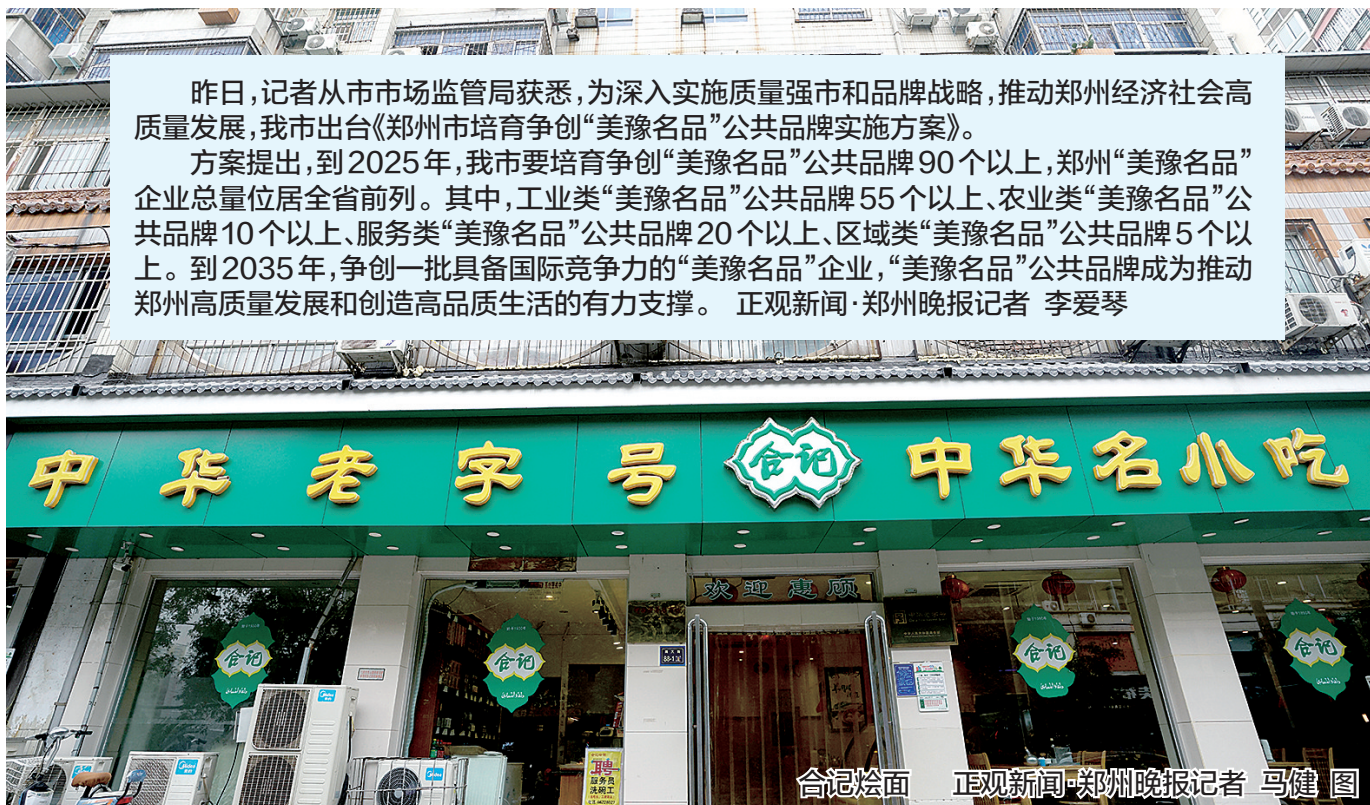 昨日，记者从市市场监管局获悉，为深入实施质量强市和品牌战略，推动郑州经济社会高
质量发展，我市出台《郑州市培育争创“美豫名品”公共品牌实施方案》。
方案提出，到2025年，我市要培育争创“美豫名品”公共品牌90个以上，郑州“美豫名品”
企业总量位居全省前列。其中，工业类“美豫名品”公共品牌55个以上、农业类“美豫名品”公
共品牌10个以上、服务类“美豫名品”公共品牌20个以上、区域类“美豫名品”公共品牌5个以
上。到2035年，争创一批具备国际竞争力的“美豫名品”企业，“美豫名品”公共品牌成为推动
郑州高质量发展和创造高品质生活的有力支撑。 正观新闻·郑州晚报记者 李爱琴
中华老字号 合记 中华名小吃
欢迎惠顾
合记
合记
合记
合记
Midea
Midea
聘
服务员
洗碗工
合记烩面 正观新闻·郑州晚报记者 马健 图